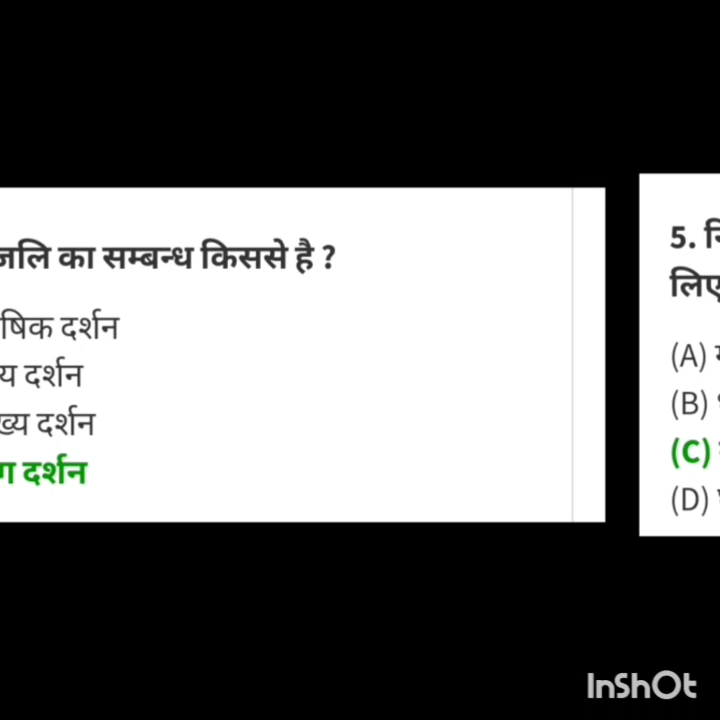 जलि का सम्बन्ध किससे है ?
षिक दर्शन
य दर्शन
ख्य दर्शन
ग दर्शन
5.
लिए
(A)
(B)
(C)
(D)
InShOt